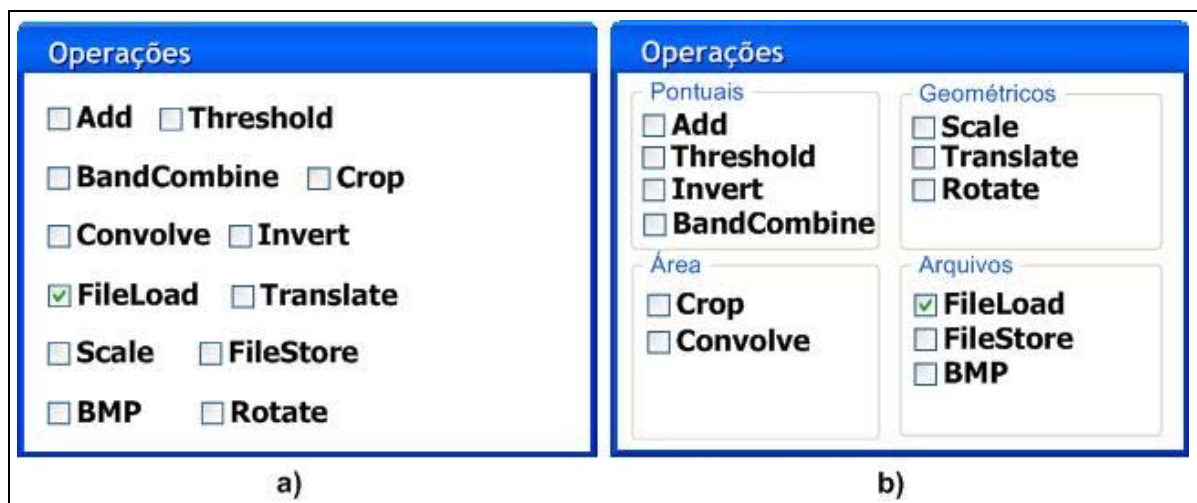 Operações
Add Threshold
BandCombine Crop
Convolve Invert
FileLoad Translate
Scale FileStore
BMP Rotate
a)
Operações
Pontuais
Add
Threshold
Invert
BandCombine
Geométricos
Scale
Translate
Rotate
Área
Crop
Convolve
Arquivos
FileLoad
FileStore
BMP
b)